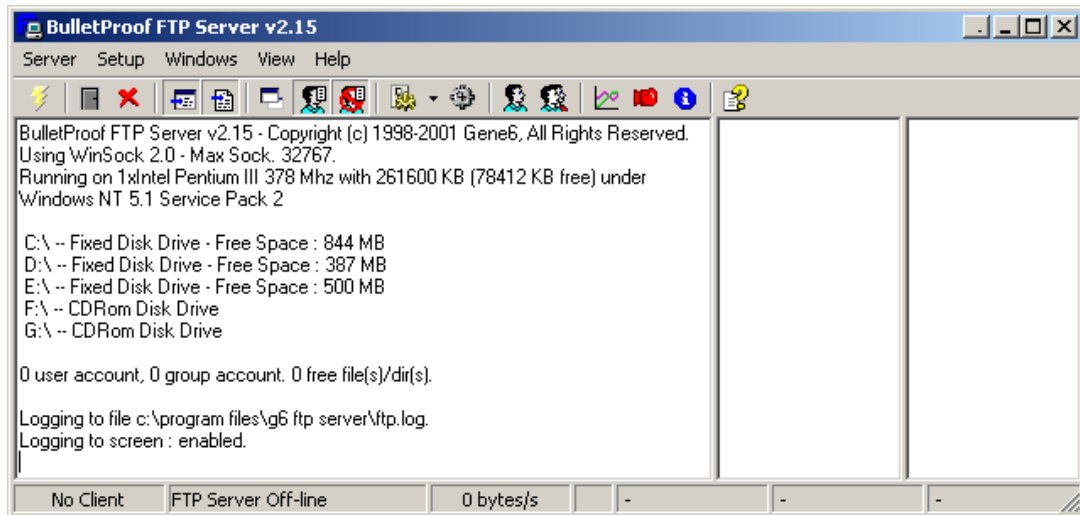 BulletProof FTP Server v2.15
Server Setup Windows View Help
BulletProof FTP Server v2.15 - Copyright (c) 1998-2001 Gene6, All Rights Reserved.
Using WinSock 2.0 - Max Sock. 32767.
Running on 1xIntel Pentium III 378 Mhz with 261600 KB (78412 KB free) under
Windows NT 5.1 Service Pack 2
C:\ -- Fixed Disk Drive - Free Space : 844 MB
D:\ -- Fixed Disk Drive - Free Space : 387 MB
E:\ -- Fixed Disk Drive - Free Space : 500 MB
F:\ -- CDRom Disk Drive
G:\ -- CDRom Disk Drive
0 user account, 0 group account. 0 free file(s)/dir(s).
Logging to file c:\program files\g6 ftp server\ftp.log.
Logging to screen : enabled.
No Client FTP Server Off-line 0 bytes/s - - -